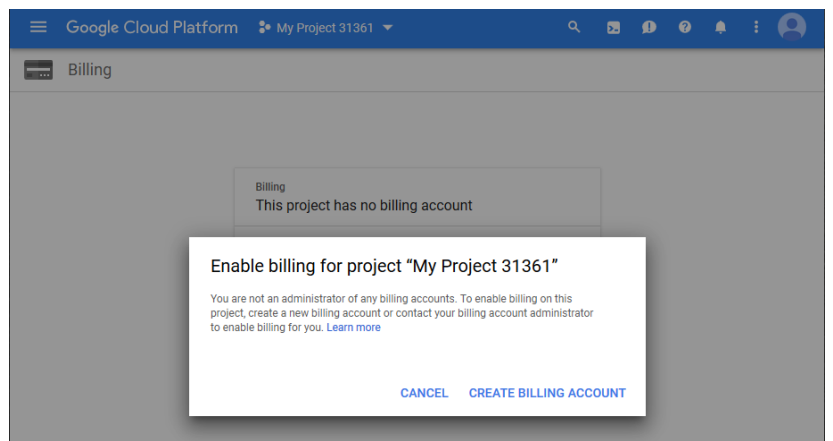 Google Cloud Platform My Project 31361
Billing
Billing
This project has no billing account
Enable billing for project “My Project 31361”
You are not an administrator of any billing accounts. To enable billing on this
project, create a new billing account or contact your billing account administrator
to enable billing for you. Learn more
CANCEL CREATE BILLING ACCOUNT